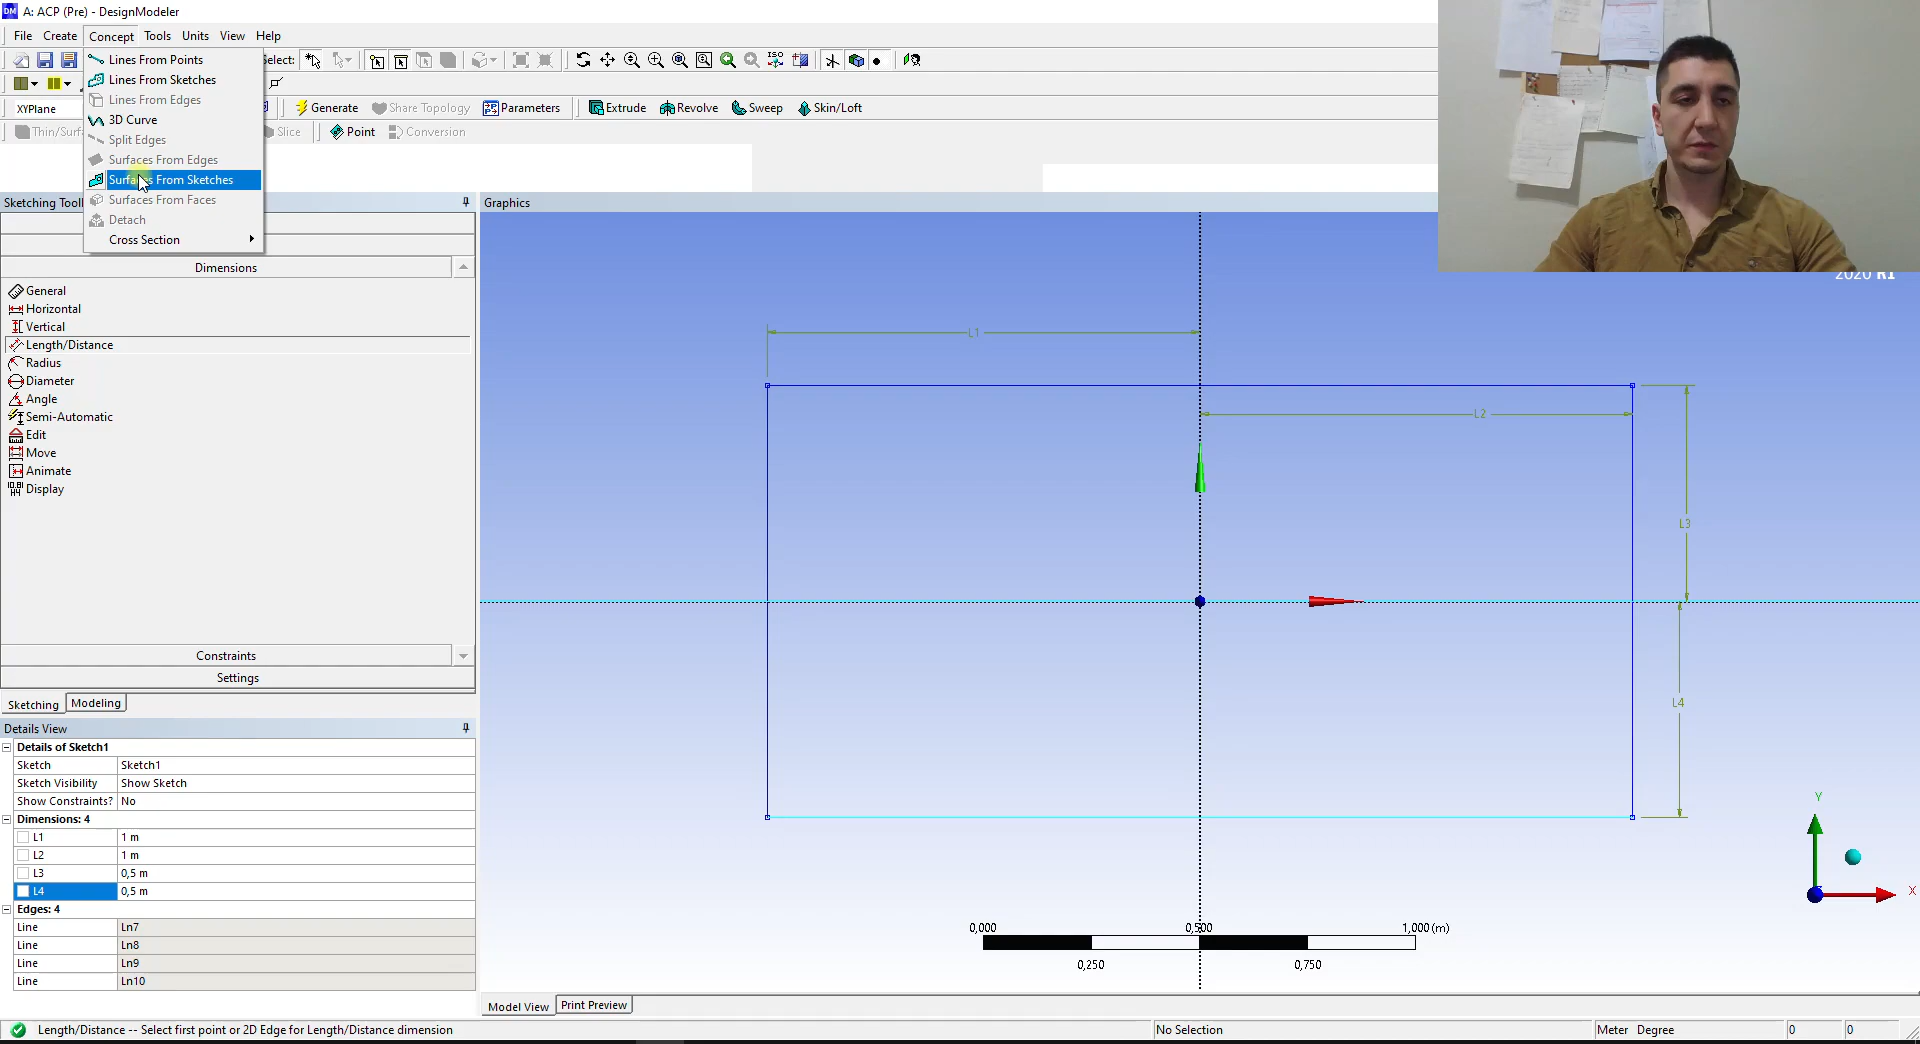 A: ACP (Pre) - DesignModeler
File Create Concept Tools Units View Help
Select:
XYPlane
Generate Share Topology Parameters Extrude Revolve Sweep Skin/Loft
Slice Point Conversion
Lines From Points
Lines From Sketches
Lines From Edges
3D Curve
Split Edges
Surfaces From Edges
Surfaces From Sketches
Surfaces From Faces
Detach
Cross Section
Graphics
2020 R1
Dimensions
General
Horizontal
Vertical
Length/Distance
Radius
Diameter
Angle
Semi-Automatic
Edit
Move
Animate
Display
Constraints
Settings
Sketching Modeling
Details View
Details of Sketch1
Sketch Sketch1
Sketch Visibility Show Sketch
Show Constraints? No
Dimensions: 4
L1 1 m
L2 1 m
L3 0,5 m
L4 0,5 m
Edges: 4
Line Ln7
Line Ln8
Line Ln9
Line Ln10
L1
L2
L3
L4
Y
X
0,000 0,500 1,000 (m)
0,250 0,750
Model View Print Preview
Length/Distance -- Select first point or 2D Edge for Length/Distance dimension
No Selection
Meter Degree 0 0